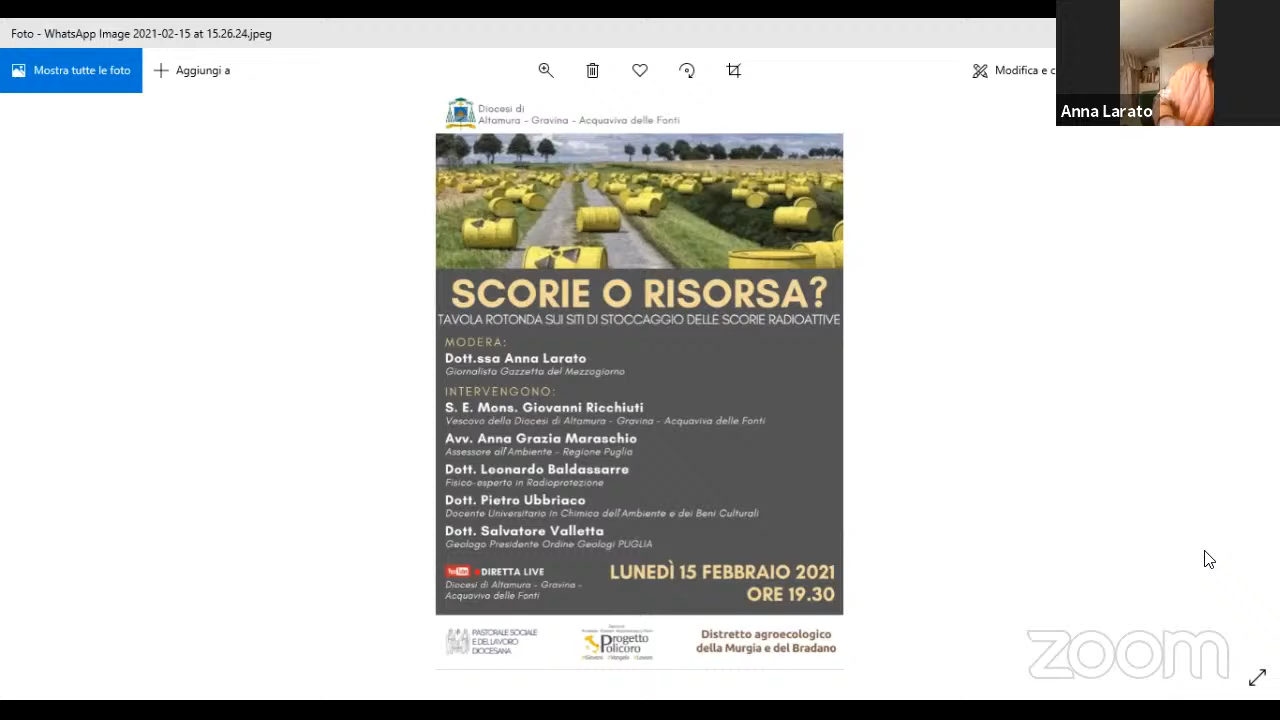 Foto - WhatsApp Image 2021-02-15 at 15.26.24.jpeg
Mostra tutte le foto
Aggiungi a
Modifica e c
Anna Larato
Diocesi di
Altamura - Gravina - Acquaviva delle Fonti
SCORIE O RISORSA?
TAVOLA ROTONDA SUI SITI DI STOCCAGGIO DELLE SCORIE RADIOATTIVE
MODERA:
Dott.ssa Anna Larato
Giornalista Gazzetta del Mezzogiorno
INTERVENGONO:
S. E. Mons. Giovanni Ricchiuti
Vescovo della Diocesi di Altamura - Gravina - Acquaviva delle Fonti
Avv. Anna Grazia Maraschio
Assessore all'Ambiente - Regione Puglia
Dott. Leonardo Baldassarre
Fisico-esperto in Radioprotezione
Dott. Pietro Ubbriaco
Docente Universitario in Chimica dell'Ambiente e dei Beni Culturali
Dott. Salvatore Valletta
Geologo Presidente Ordine Geologi PUGLIA
YouTube DIRETTA LIVE
Diocesi di Altamura - Gravina -
Acquaviva delle Fonti
LUNEDÌ 15 FEBBRAIO 2021
ORE 19.30
PASTORALE SOCIALE
E DEL LAVORO
DIOCESANA
Progetto
Policoro
Distretto agroecologico
della Murgia e del Bradano
zoom